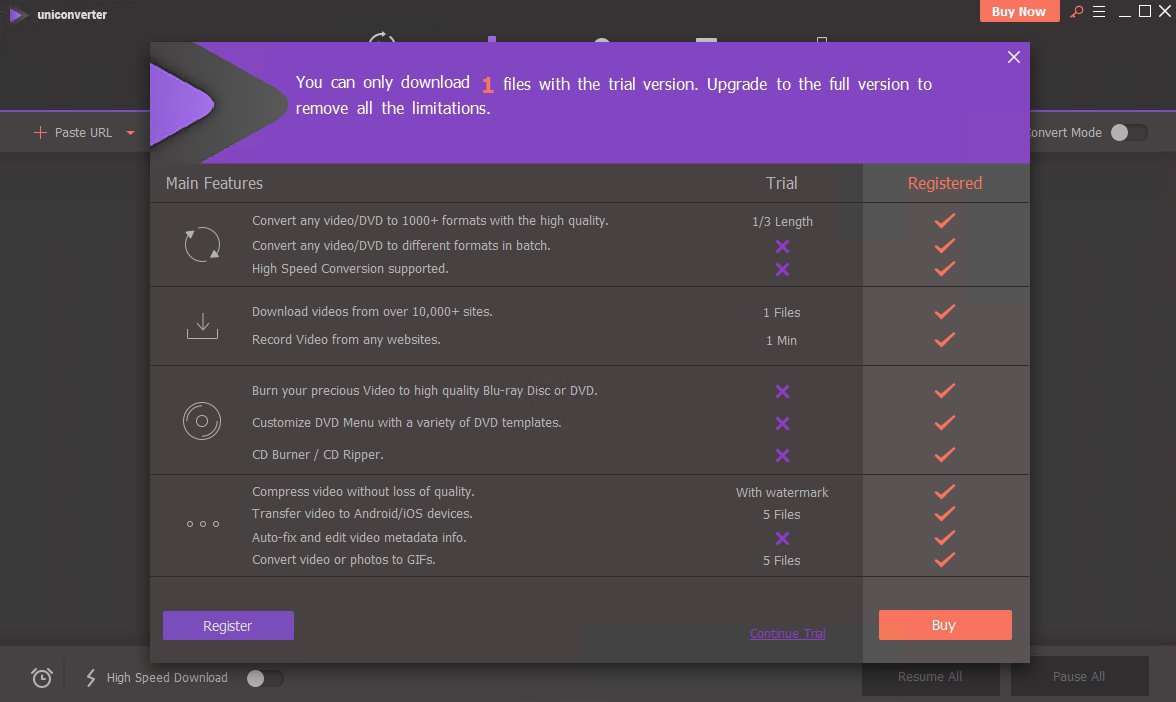 uniconverter
Buy Now
You can only download 1 files with the trial version. Upgrade to the full version to
remove all the limitations.
Paste URL
onvert Mode
Main Features Trial Registered
Convert any video/DVD to 1000+ formats with the high quality. 1/3 Length
Convert any video/DVD to different formats in batch.
High Speed Conversion supported.
Download videos from over 10,000+ sites. 1 Files
Record Video from any websites. 1 Min
Burn your precious Video to high quality Blu-ray Disc or DVD.
Customize DVD Menu with a variety of DVD templates.
CD Burner / CD Ripper.
Compress video without loss of quality. With watermark
Transfer video to Android/iOS devices. 5 Files
Auto-fix and edit video metadata info.
Convert video or photos to GIFs. 5 Files
Register Continue Trial Buy
High Speed Download Resume All Pause All